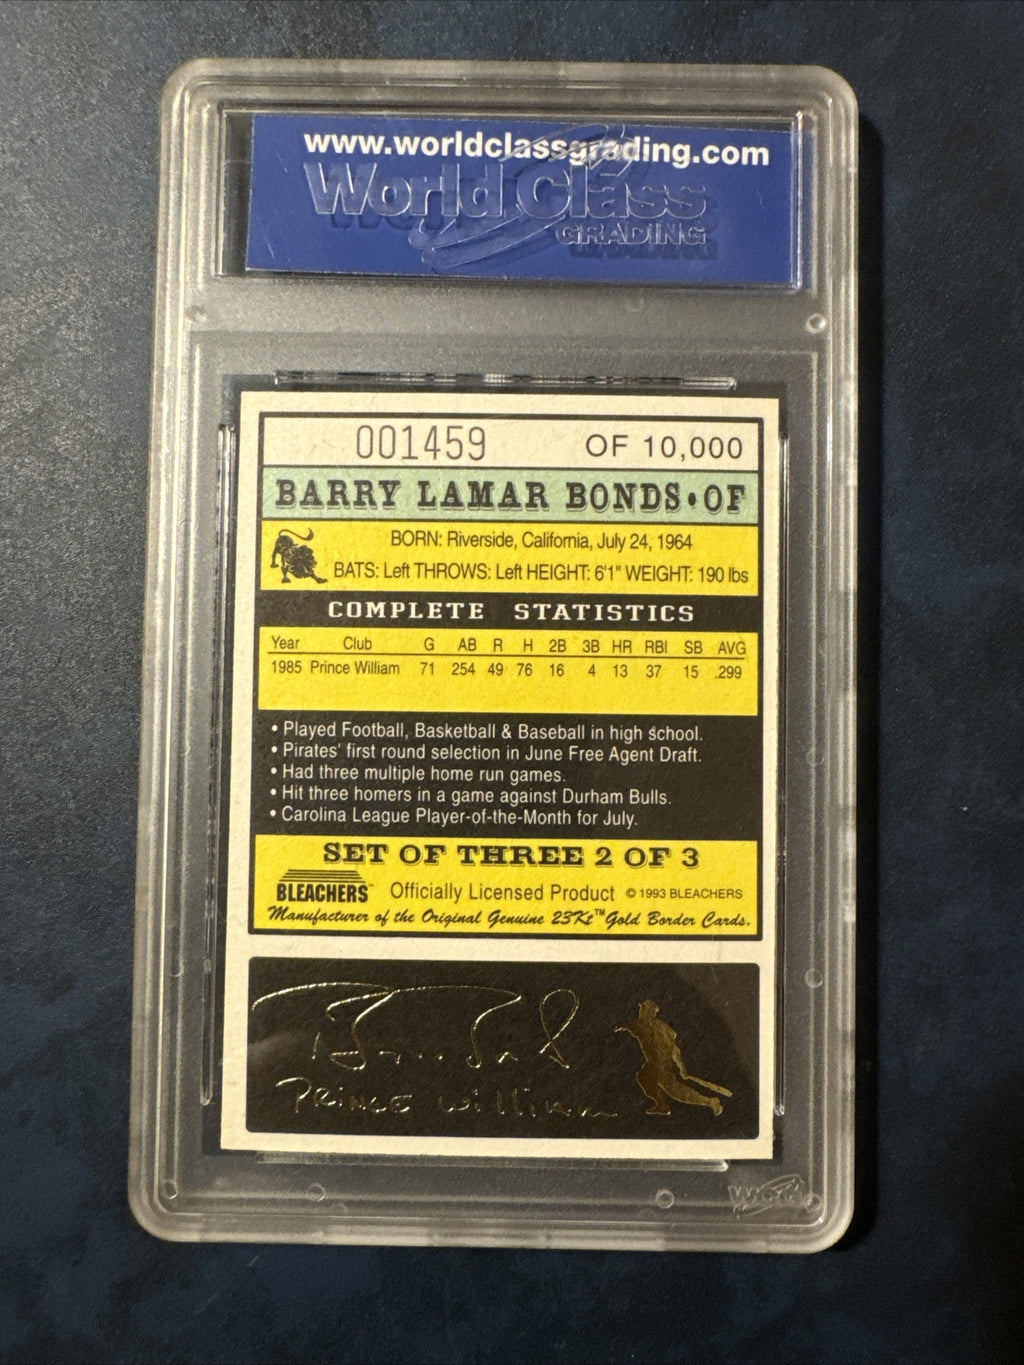 www.worldclassgrading.com
World Class
GRADING
001459 OF 10,000
BARRY LAMAR BONDS • OF
BORN: Riverside, California, July 24, 1964
BATS: Left THROWS: Left HEIGHT: 6'1" WEIGHT: 190 lbs
COMPLETE STATISTICS
Year Club G AB R H 2B 3B HR RBI SB AVG
1985 Prince William 71 254 49 76 16 4 13 37 15 .299
• Played Football, Basketball & Baseball in high school.
• Pirates' first round selection in June Free Agent Draft.
• Had three multiple home run games.
• Hit three homers in a game against Durham Bulls.
• Carolina League Player-of-the-Month for July.
SET OF THREE 2 OF 3
BLEACHERS™ Officially Licensed Product © 1993 BLEACHERS
Manufacturer of the Original Genuine 23Kt™ Gold Border Cards.
PRINCE William